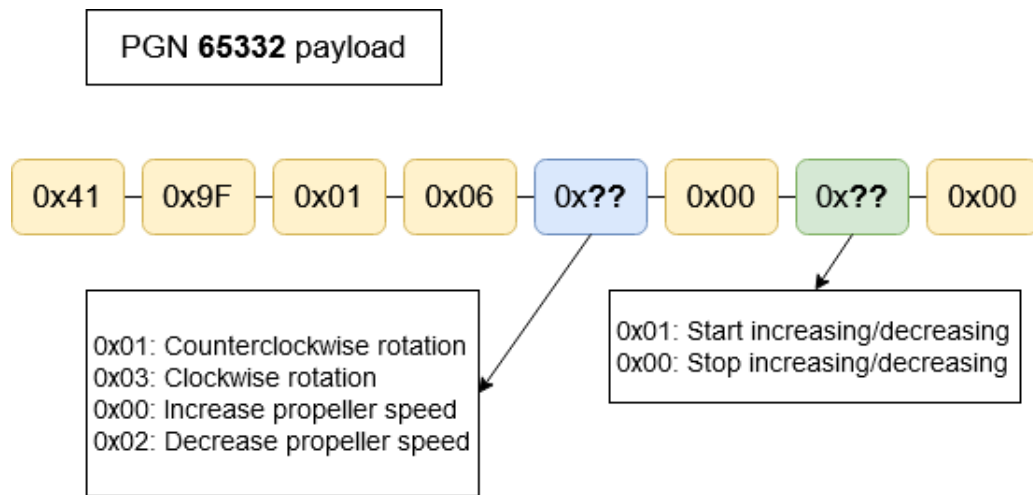 PGN 65332 payload
0x41 0x9F 0x01 0x06 0x?? 0x00 0x?? 0x00
0x01: Counterclockwise rotation
0x03: Clockwise rotation
0x00: Increase propeller speed
0x02: Decrease propeller speed
0x01: Start increasing/decreasing
0x00: Stop increasing/decreasing